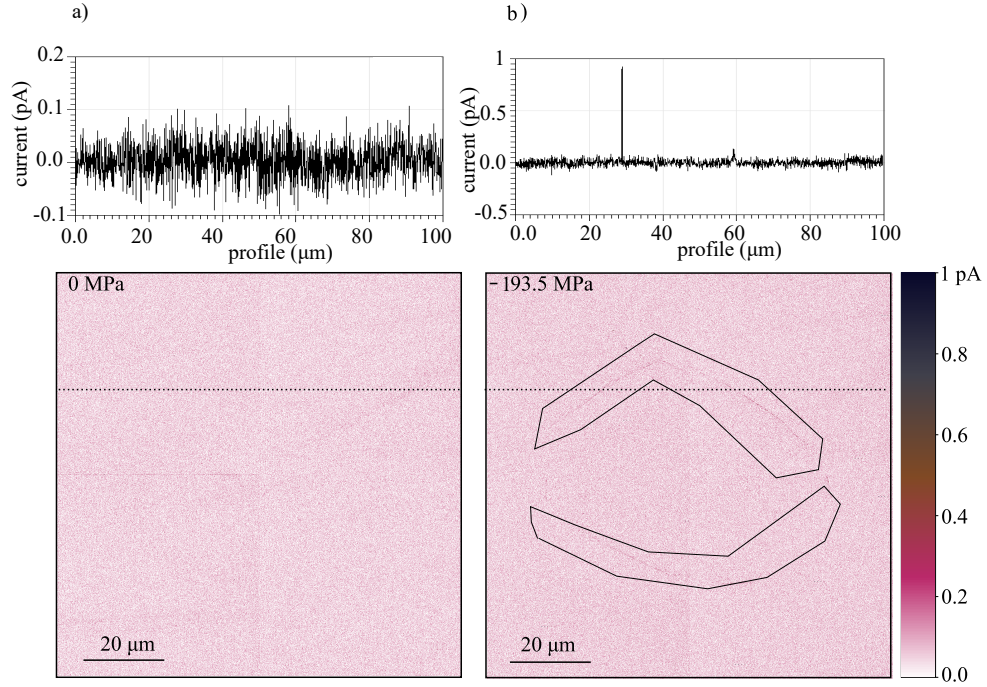 a)
b)
0.2
0.1
0.0
-0.1
current (pA)
0.0 20 40 60 80 100
profile (μm)
1
0.5
0.0
-0.5
current (pA)
0.0 20 40 60 80 100
profile (μm)
0 MPa
20 μm
-193.5 MPa
20 μm
1 pA
0.8
0.6
0.4
0.2
0.0